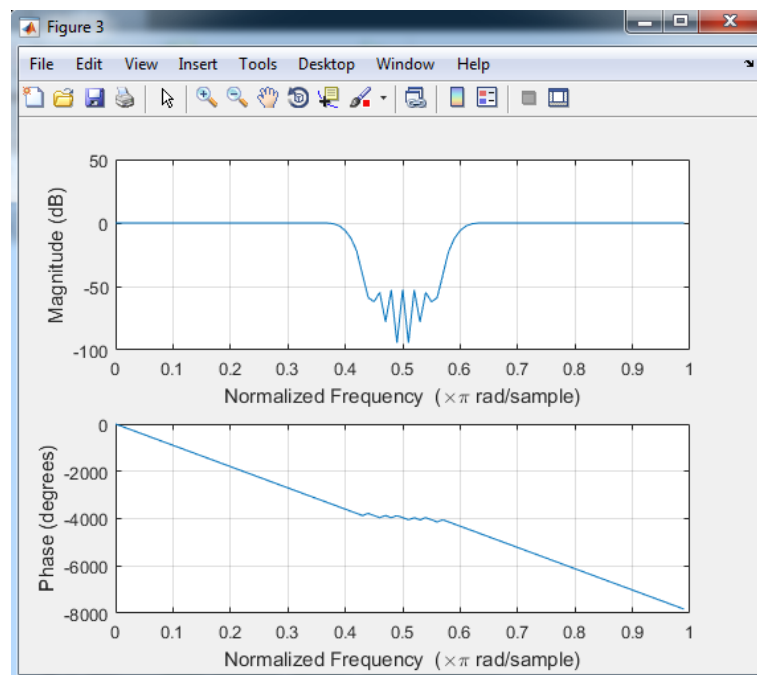 Figure 3
File Edit View Insert Tools Desktop Window Help
50
0
-50
-100
Magnitude (dB)
0 0.1 0.2 0.3 0.4 0.5 0.6 0.7 0.8 0.9 1
Normalized Frequency (×π rad/sample)
0
-2000
-4000
-6000
-8000
Phase (degrees)
0 0.1 0.2 0.3 0.4 0.5 0.6 0.7 0.8 0.9 1
Normalized Frequency (×π rad/sample)